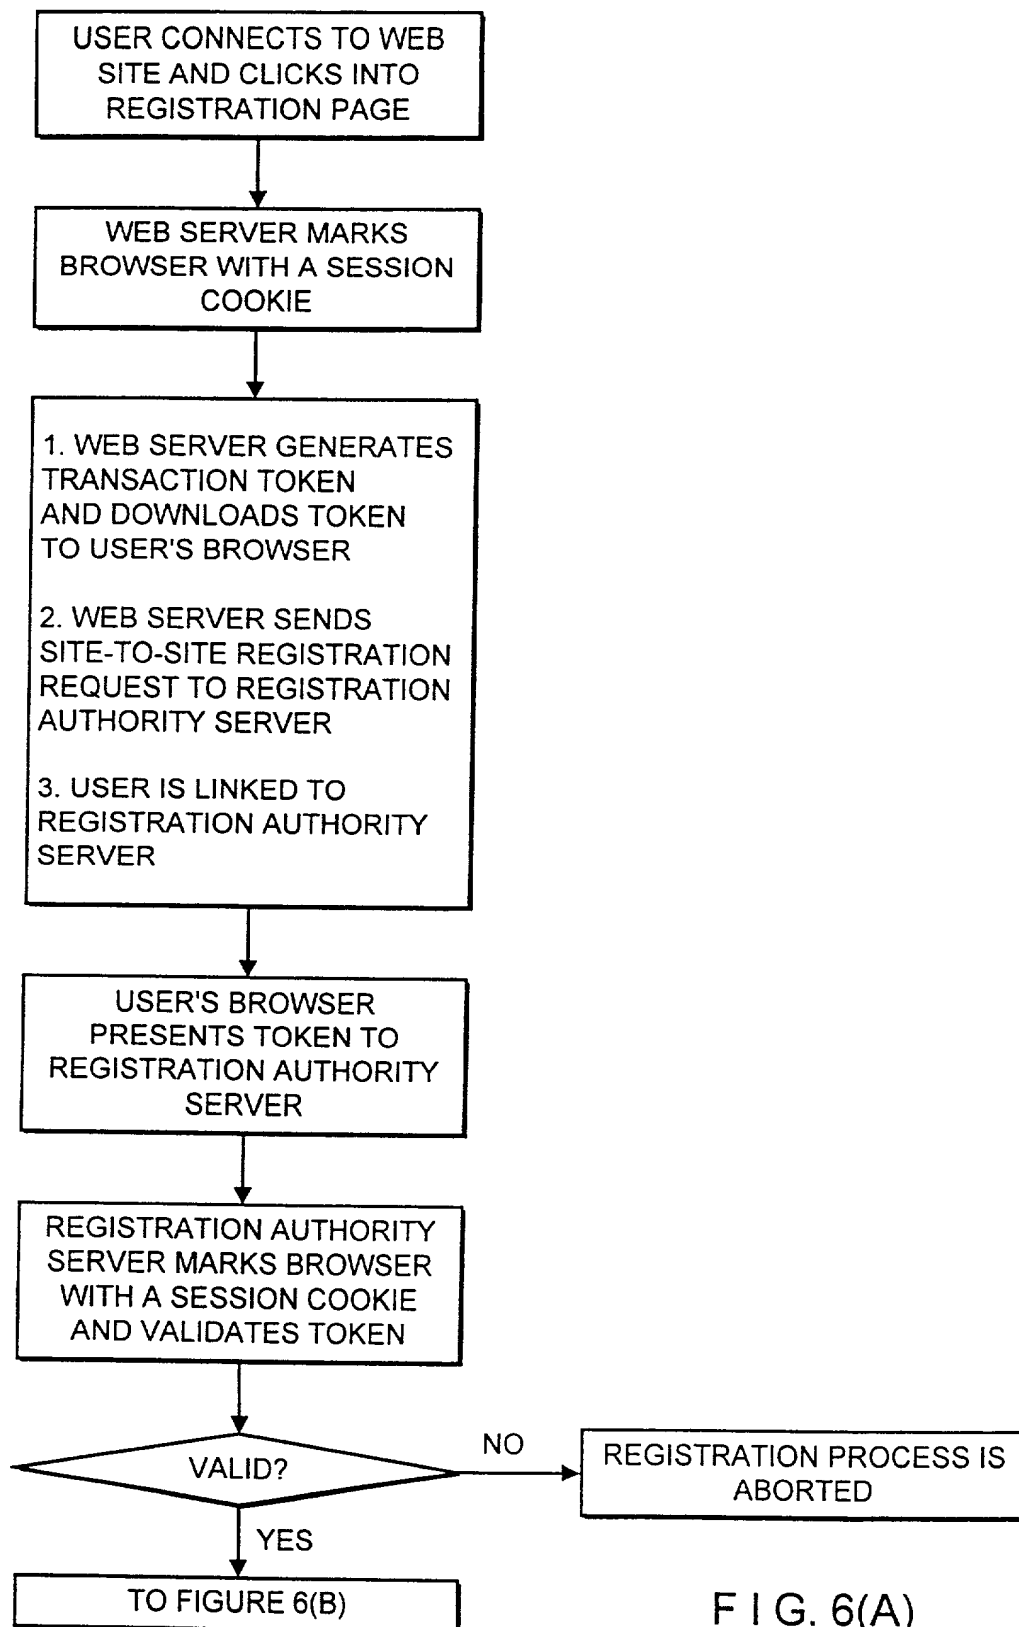 USER CONNECTS TO WEB
SITE AND CLICKS INTO
REGISTRATION PAGE
WEB SERVER MARKS
BROWSER WITH A SESSION
COOKIE
1. WEB SERVER GENERATES
TRANSACTION TOKEN
AND DOWNLOADS TOKEN
TO USER'S BROWSER
2. WEB SERVER SENDS
SITE-TO-SITE REGISTRATION
REQUEST TO REGISTRATION
AUTHORITY SERVER
3. USER IS LINKED TO
REGISTRATION AUTHORITY
SERVER
USER'S BROWSER
PRESENTS TOKEN TO
REGISTRATION AUTHORITY
SERVER
REGISTRATION AUTHORITY
SERVER MARKS BROWSER
WITH A SESSION COOKIE
AND VALIDATES TOKEN
VALID?
NO
REGISTRATION PROCESS IS
ABORTED
YES
TO FIGURE 6(B)
FIG. 6(A)